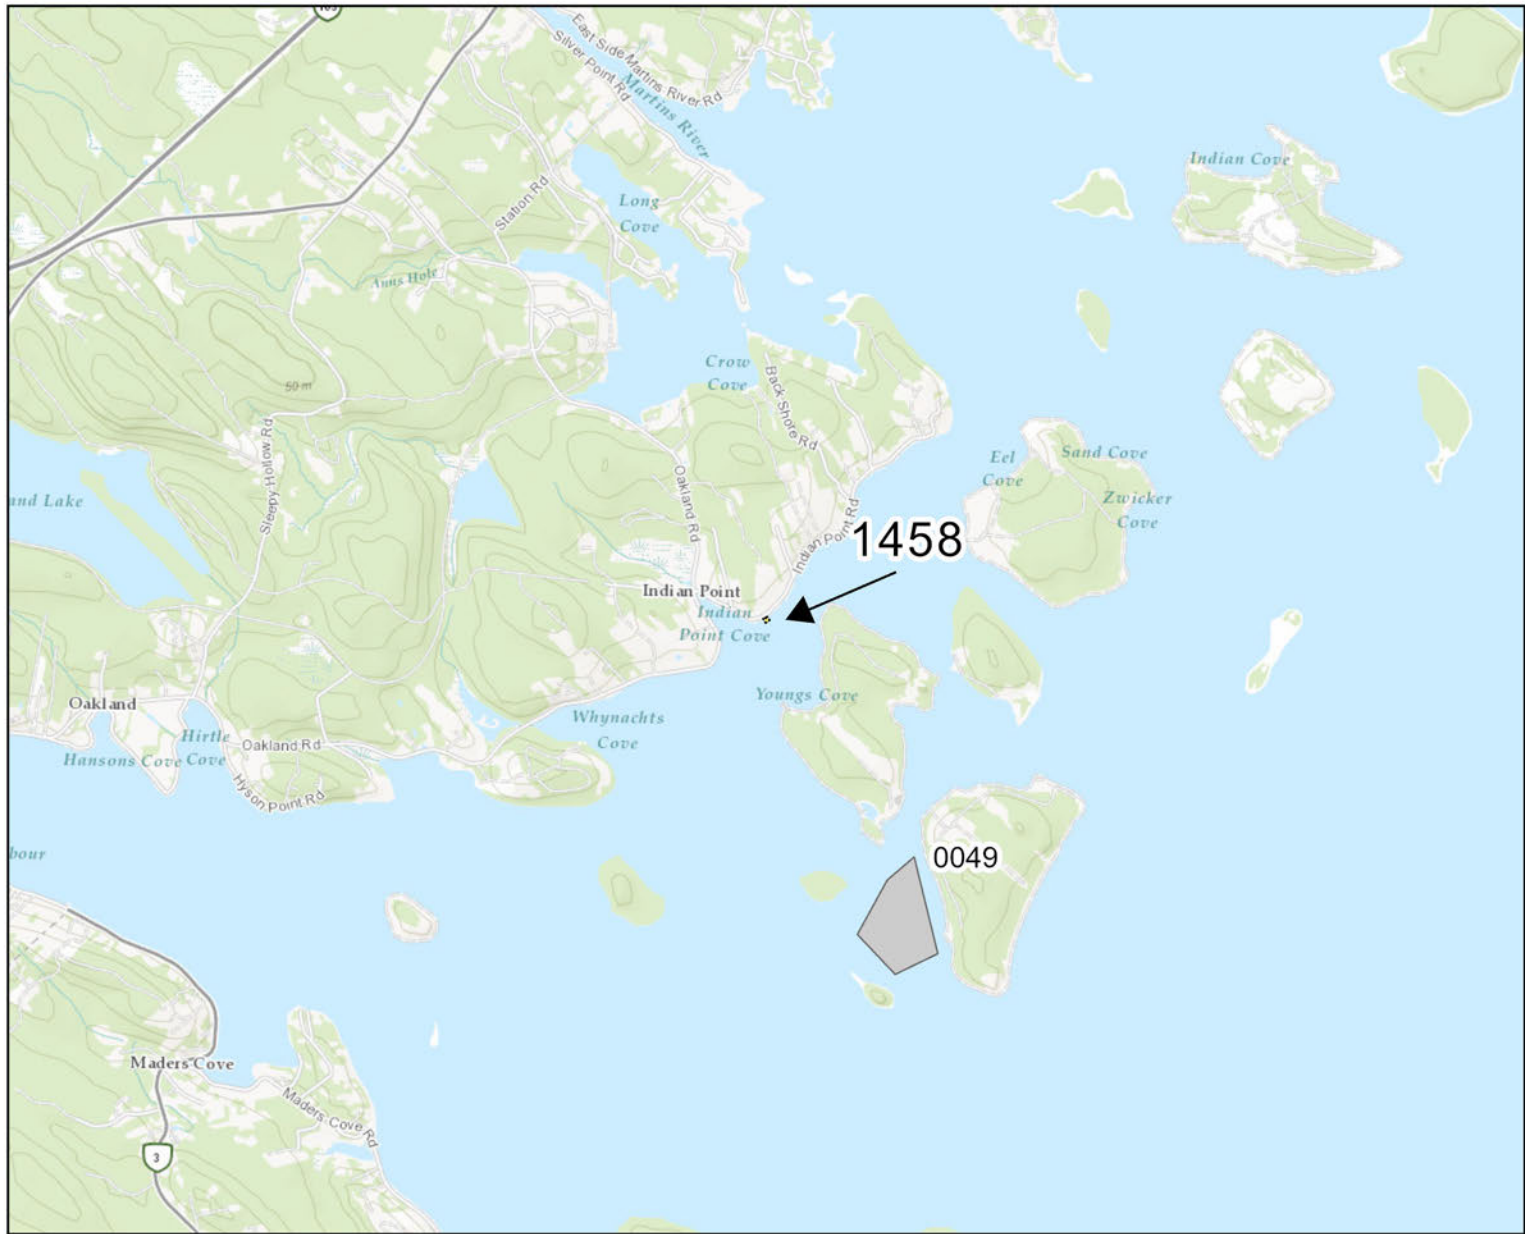 103
East Side Martins River Rd
Silver Point Rd
Martins River
Indian Cove
Long
Cove
Station Rd
Anns Hole
50 m
Crow
Cove
Back Shore Rd
Sleepy Hollow Rd
Oakland Rd
Eel
Cove
Sand Cove
Zwicker
Cove
and Lake
Indian Point Rd
1458
Indian Point
Indian
Point Cove
Youngs Cove
Oakland
Whynachts
Cove
Hirtle
Cove
Hansons Cove
Oakland Rd
Hyson Point Rd
bour
0049
Maders Cove
Maders Cove Rd
3